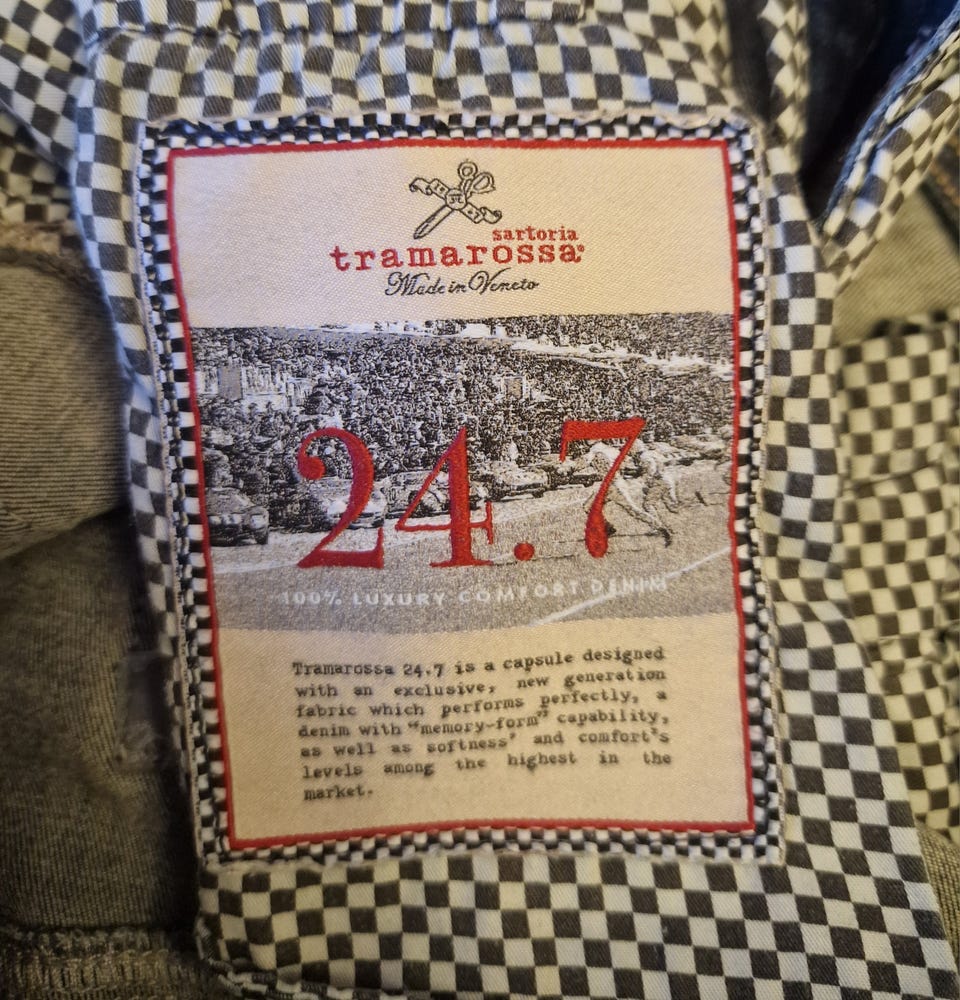 sartoria
tramarossa®
Made in Veneto
24.7
100% LUXURY COMFORT DENIM
Tramarossa 24.7 is a capsule designed
with an exclusive, new generation
fabric which performs perfectly, a
denim with “memory-form” capability,
as well as softness’ and comfort’s
levels among the highest in the
market.